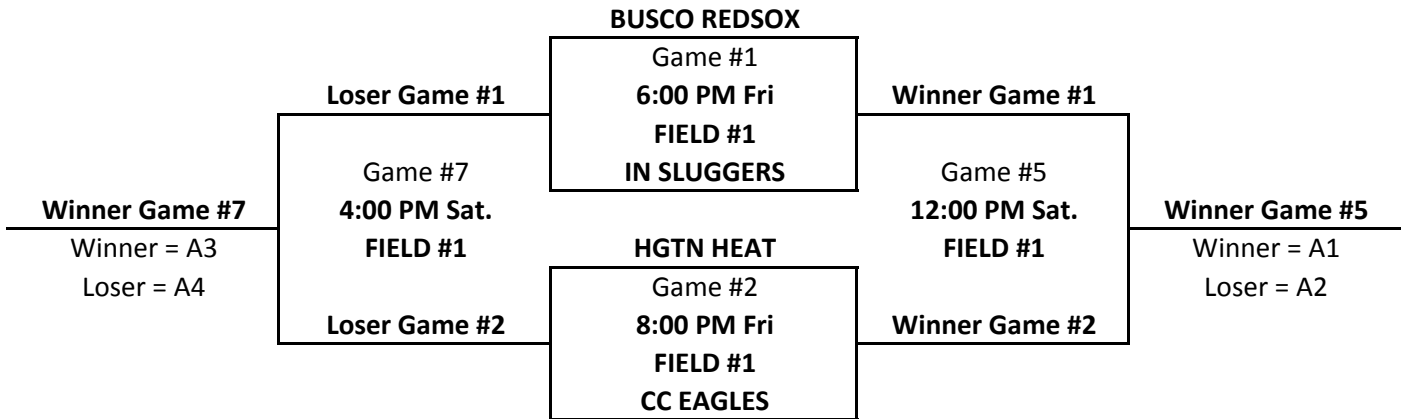 BUSCO REDSOX
Game #1
Loser Game #1 6:00 PM Fri Winner Game #1
FIELD #1
Game #7 IN SLUGGERS Game #5
Winner Game #7 4:00 PM Sat. 12:00 PM Sat. Winner Game #5
Winner = A3 FIELD #1 HGTN HEAT FIELD #1 Winner = A1
Loser = A4 Game #2 Loser = A2
Loser Game #2 8:00 PM Fri Winner Game #2
FIELD #1
CC EAGLES